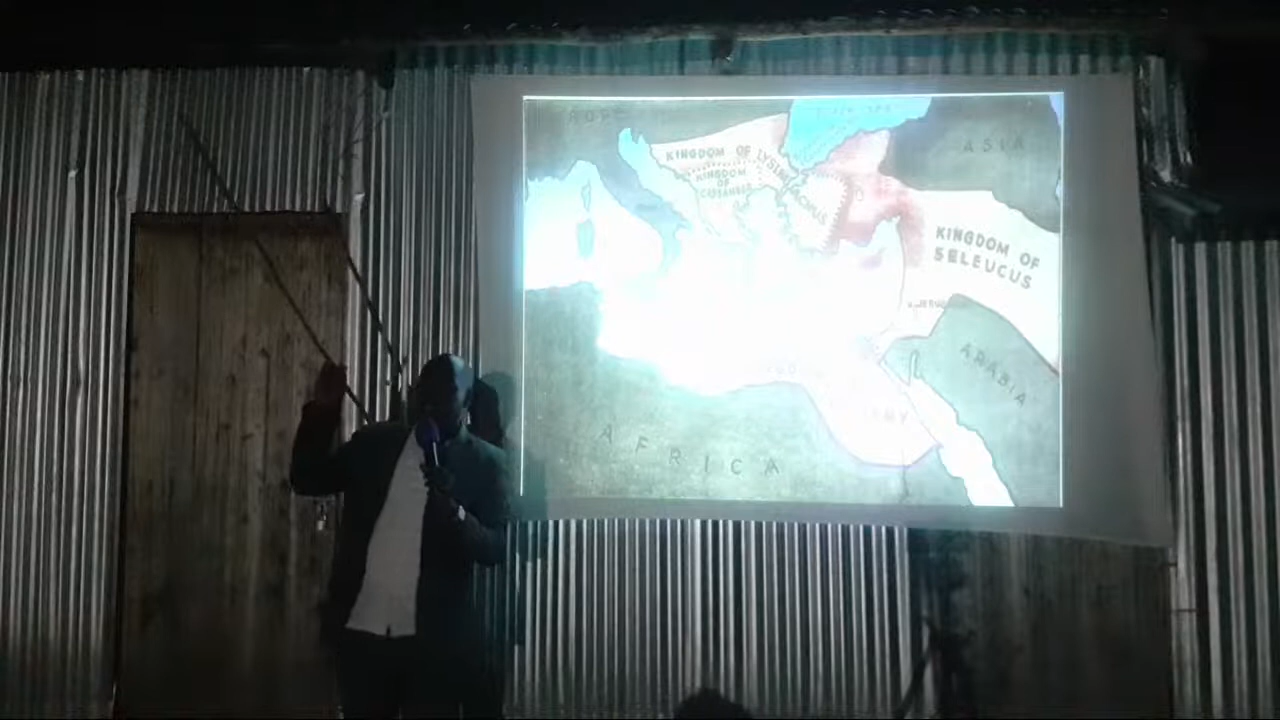 ASIA
KINGDOM OF LYSIMACHUS
KINGDOM
OF
CASSANDER
KINGDOM OF
SELEUCUS
ARABIA
AFRICA